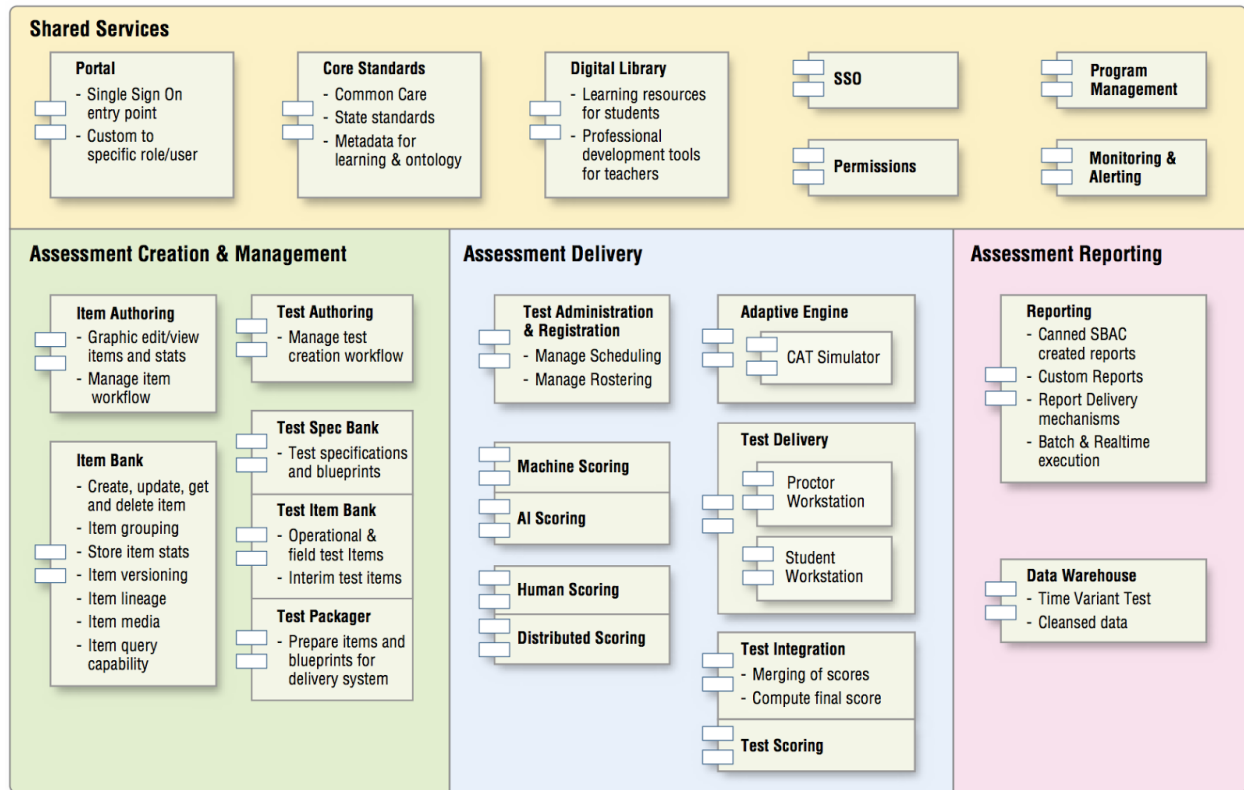 Shared Services
Portal
- Single Sign On
entry point
- Custom to
specific role/user
Core Standards
- Common Care
- State standards
- Metadata for
learning & ontology
Digital Library
- Learning resources
for students
- Professional
development tools
for teachers
SSO
Permissions
Program
Management
Monitoring &
Alerting
Assessment Creation & Management
Item Authoring
- Graphic edit/view
items and stats
- Manage item
workflow
Item Bank
- Create, update, get
and delete item
- Item grouping
- Store item stats
- Item versioning
- Item lineage
- Item media
- Item query
capability
Test Authoring
- Manage test
creation workflow
Test Spec Bank
- Test specifications
and blueprints
Test Item Bank
- Operational &
field test Items
- Interim test items
Test Packager
- Prepare items and
blueprints for
delivery system
Assessment Delivery
Test Administration
& Registration
- Manage Scheduling
- Manage Rostering
Machine Scoring
AI Scoring
Human Scoring
Distributed Scoring
Adaptive Engine
CAT Simulator
Test Delivery
Proctor
Workstation
Student
Workstation
Test Integration
- Merging of scores
- Compute final score
Test Scoring
Assessment Reporting
Reporting
- Canned SBAC
created reports
- Custom Reports
- Report Delivery
mechanisms
- Batch & Realtime
execution
Data Warehouse
- Time Variant Test
- Cleansed data